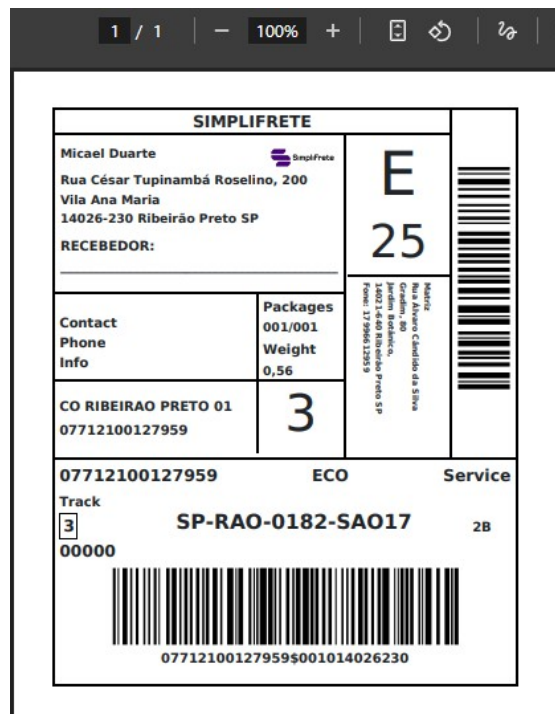 1 / 1
100%
SIMPLIFRETE
Micael Duarte
SimpliFrete
Rua César Tupinambá Roselino, 200
Vila Ana Maria
14026-230 Ribeirão Preto SP
RECEBEDOR:
E
25
Matriz
Rua Álvaro Cândido da Silva
Gradim, 80
Jardim Botânico,
14021-640 Ribeirão Preto SP
Fone: 17996612959
Contact
Phone
Info
Packages
001/001
Weight
0,56
CO RIBEIRAO PRETO 01
07712100127959
3
07712100127959 ECO Service
Track
3
SP-RAO-0182-SAO17
2B
00000
07712100127959$001014026230